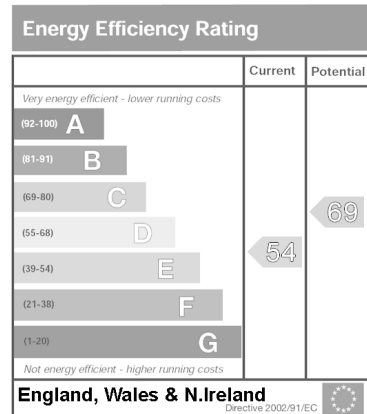 Energy Efficiency Rating
Current Potential
Very energy efficient - lower running costs
(92-100) A
(81-91) B
(69-80) C
69
(55-68) D
54
(39-54) E
(21-38) F
(1-20) G
Not energy efficient - higher running costs
England, Wales & N.Ireland
Directive 2002/91/EC